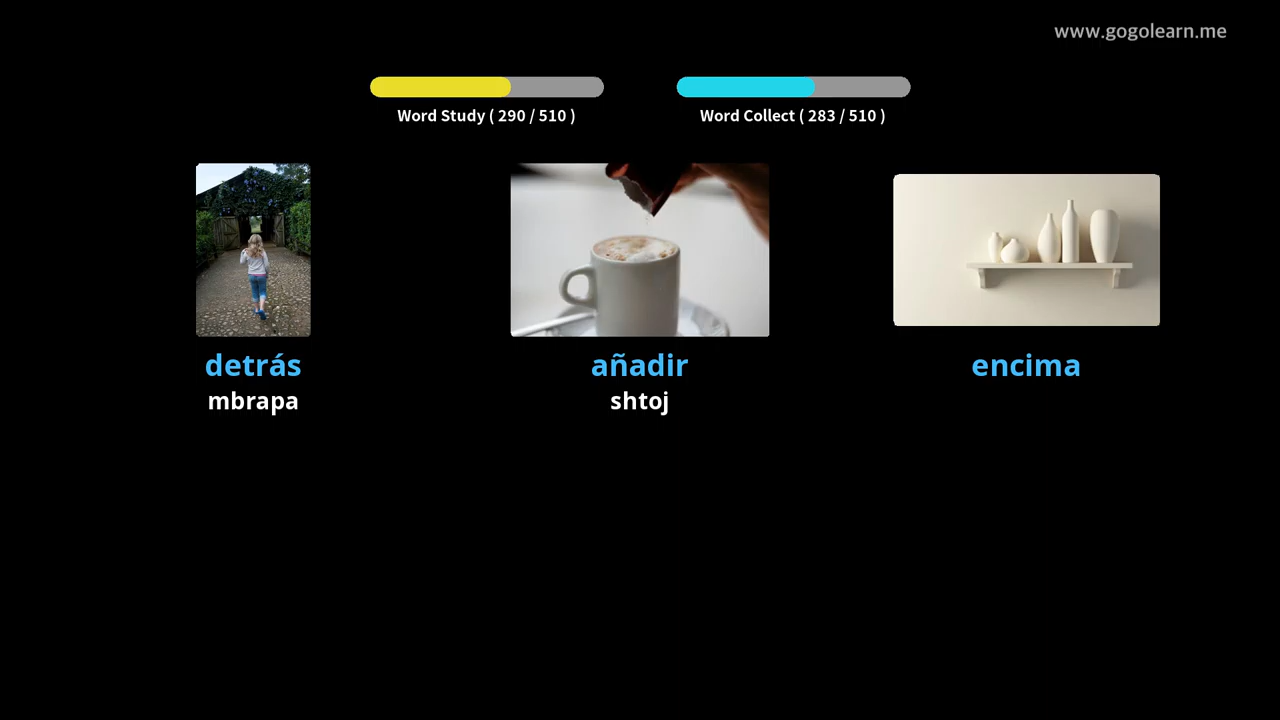 www.gogolearn.me
Word Study ( 290 / 510 )
Word Collect ( 283 / 510 )
detrás
mbrapa
añadir
shtoj
encima